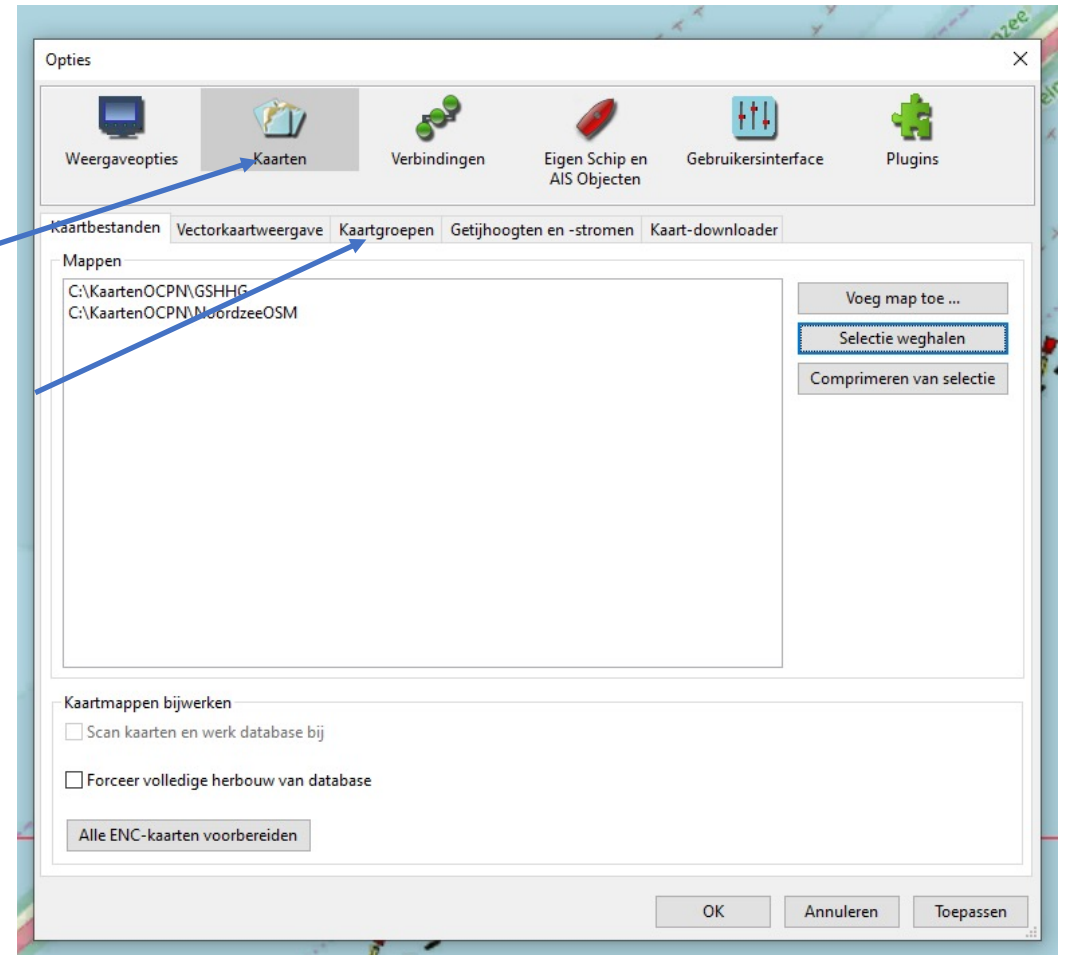 zee
Opties
Weergaveopties Kaarten Verbindingen Eigen Schip en AIS Objecten Gebruikersinterface Plugins
Kaartbestanden Vectorkaartweergave Kaartgroepen Getijhoogten en -stromen Kaart-downloader
Mappen
C:\KaartenOCPN\GSHHG
C:\KaartenOCPN\NoordzeeOSM
Voeg map toe ...
Selectie weghalen
Comprimeren van selectie
Kaartmappen bijwerken
Scan kaarten en werk database bij
Forceer volledige herbouw van database
Alle ENC-kaarten voorbereiden
OK Annuleren Toepassen